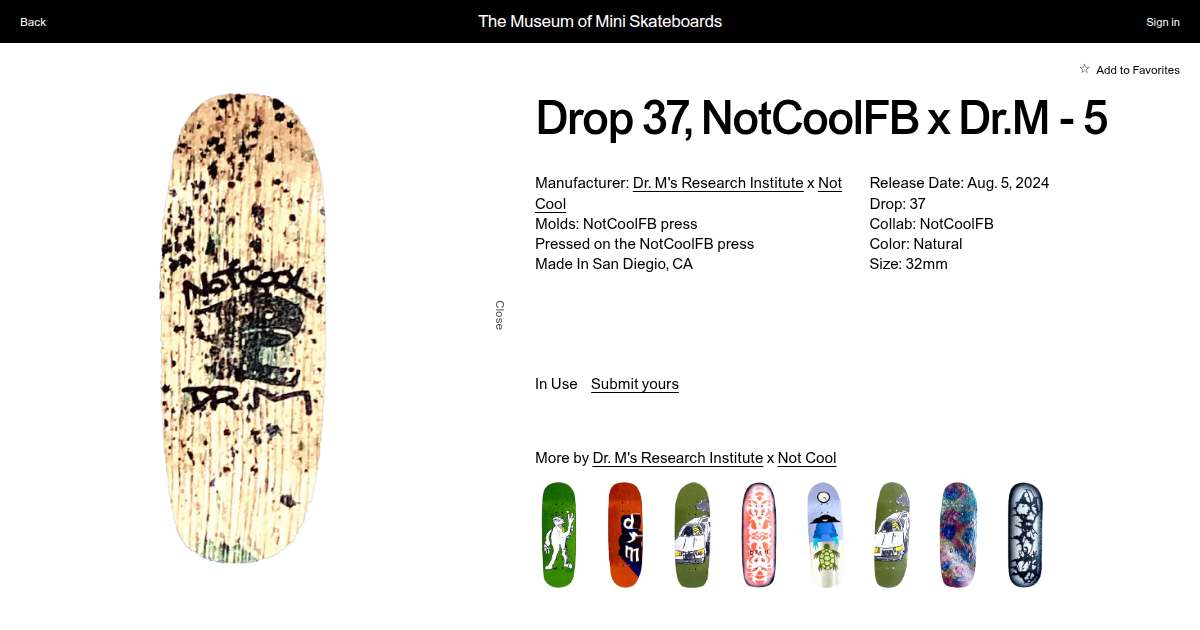 Back
The Museum of Mini Skateboards
Sign in
☆ Add to Favorites
Drop 37, NotCoolFB x Dr.M - 5
Manufacturer: Dr. M's Research Institute x Not
Cool
Molds: NotCoolFB press
Pressed on the NotCoolFB press
Made In San Diegio, CA
Release Date: Aug. 5, 2024
Drop: 37
Collab: NotCoolFB
Color: Natural
Size: 32mm
NotCool
DR.M
Close
In Use Submit yours
More by Dr. M's Research Institute x Not Cool
drm